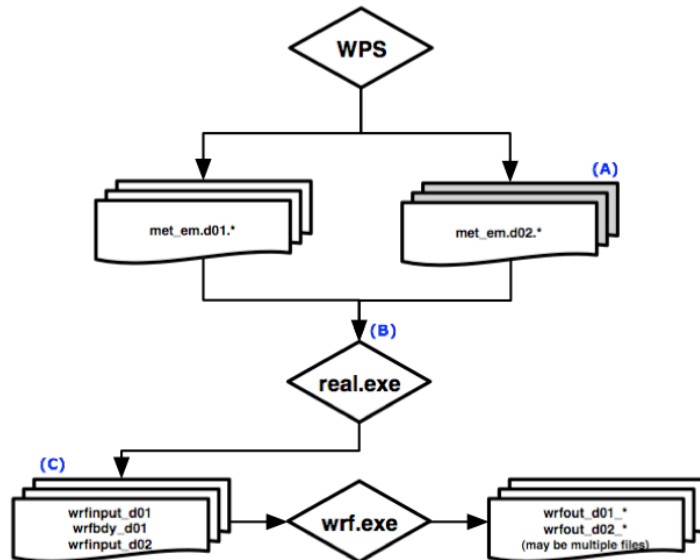 WPS
(A)
met_em.d01.*
met_em.d02.*
(B)
real.exe
(C)
wrfinput_d01
wrfbdy_d01
wrfinput_d02
wrf.exe
wrfout_d01_*
wrfout_d02_*
(may be multiple files)